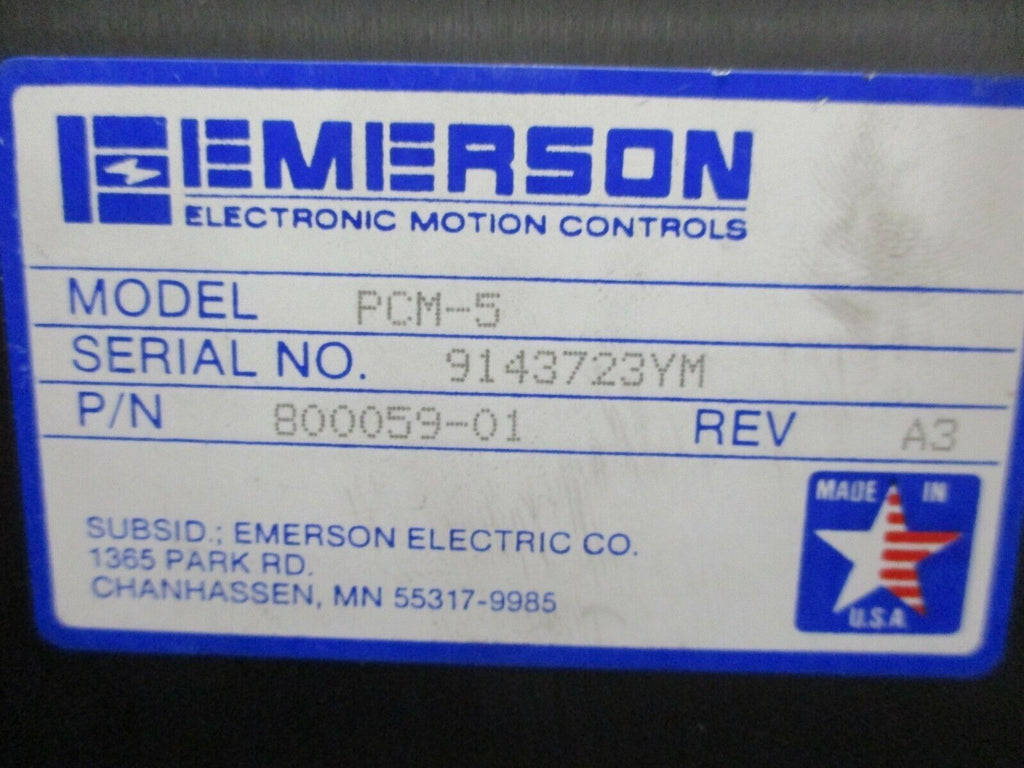 EMERSON
ELECTRONIC MOTION CONTROLS
MODEL PCM-5
SERIAL NO. 9143723YM
P/N 800059-01 REV A3
SUBSID.; EMERSON ELECTRIC CO.
1365 PARK RD.
CHANHASSEN, MN 55317-9985
MADE IN
U.S.A.